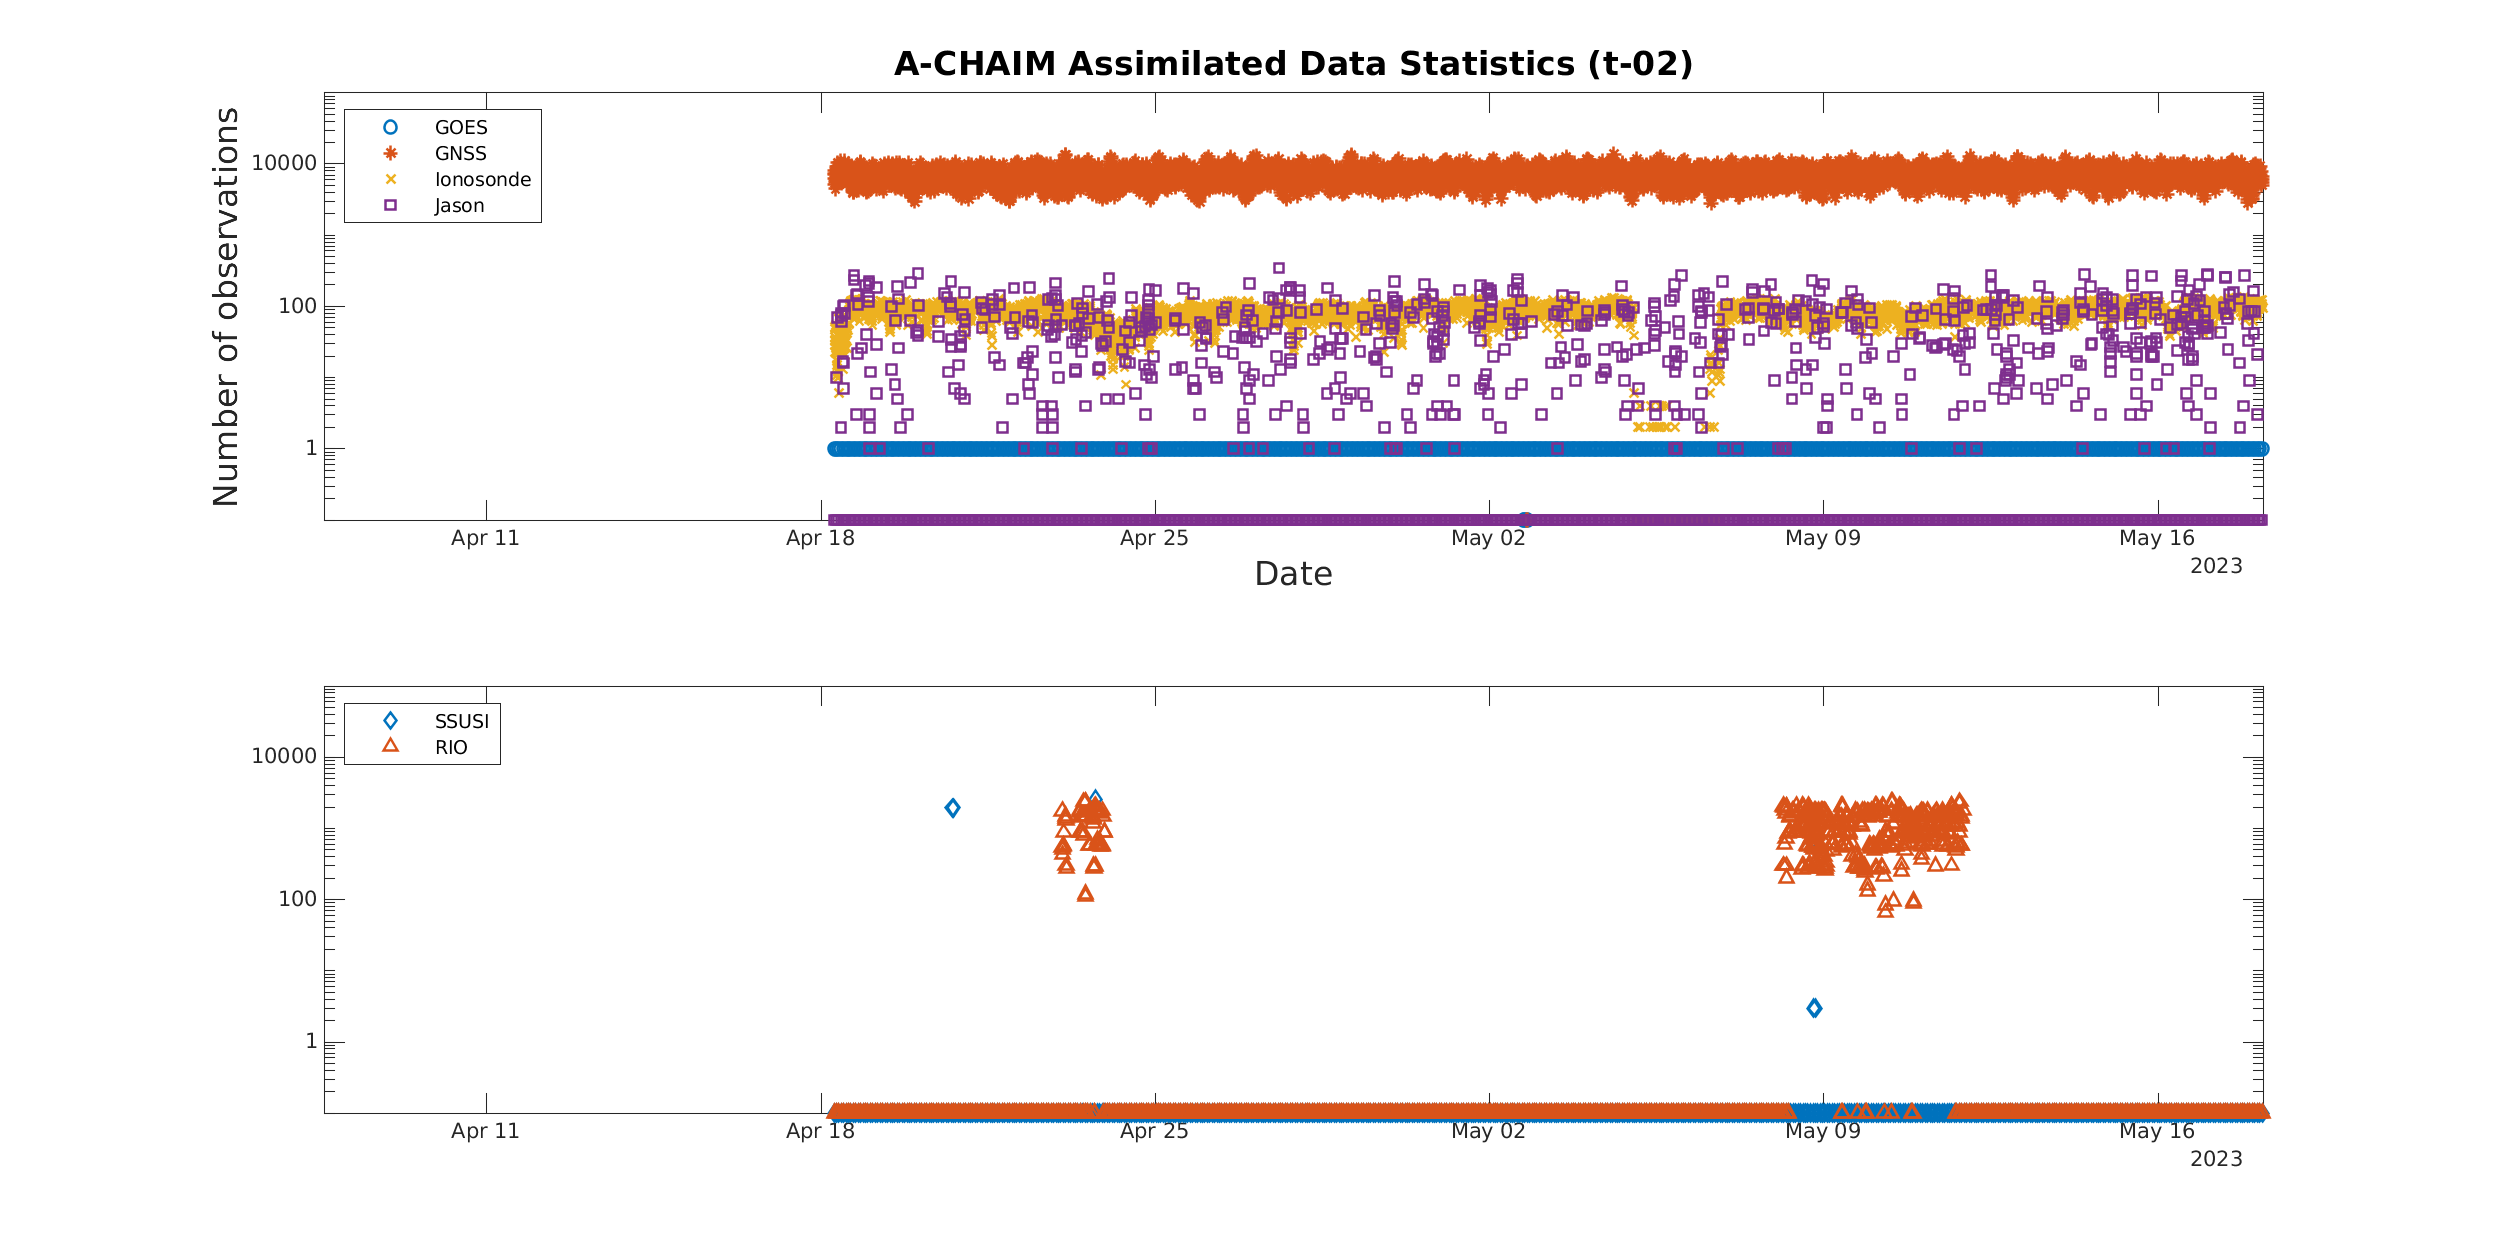 A-CHAIM Assimilated Data Statistics (t-02)
Number of observations
10000
100
1
GOES
GNSS
Ionosonde
Jason
Apr 11
Apr 18
Apr 25
May 02
May 09
May 16
2023
Date
10000
100
1
SSUSI
RIO
Apr 11
Apr 18
Apr 25
May 02
May 09
May 16
2023